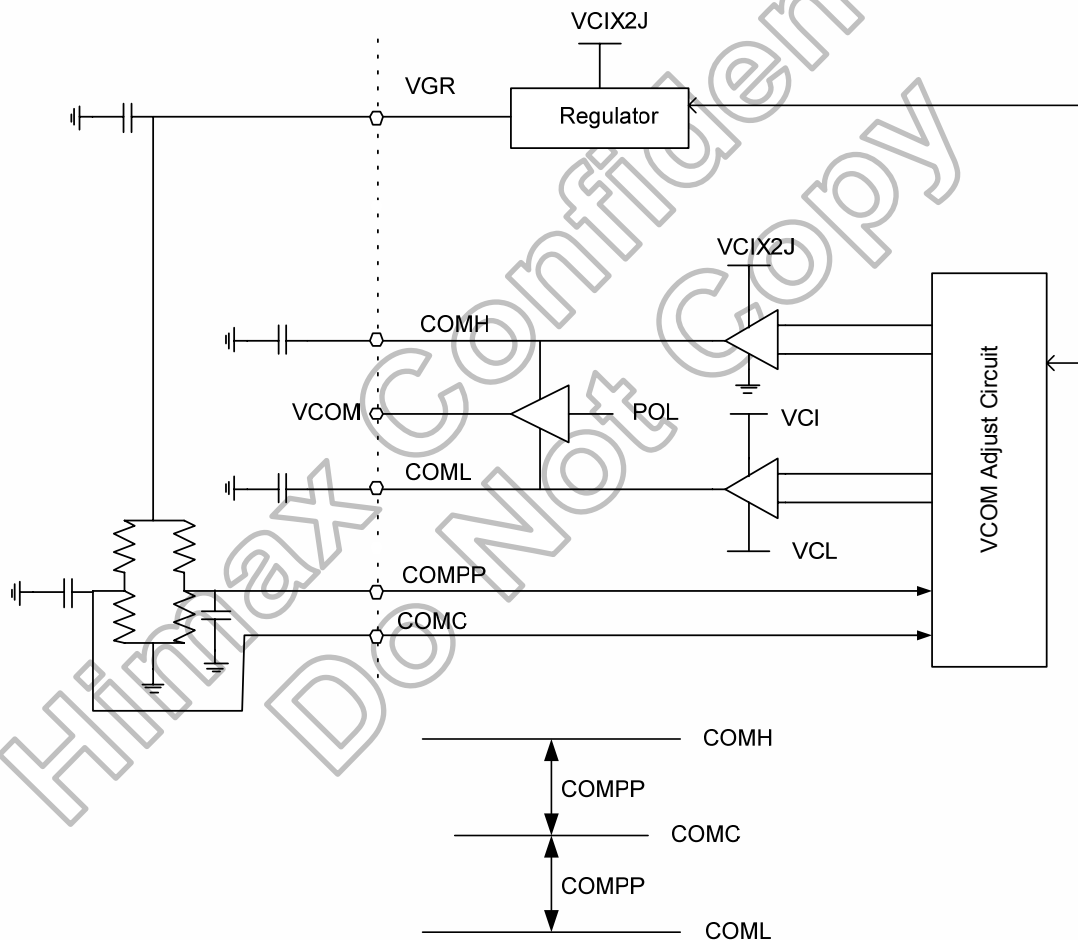 VCIX2J
VGR
Regulator
VCIX2J
COMH
VCOM
POL
VCI
COML
VCL
VCOM Adjust Circuit
COMPP
COMC
COMH
COMPP
COMC
COMPP
COML
Himax Confiden
Do Not Copy